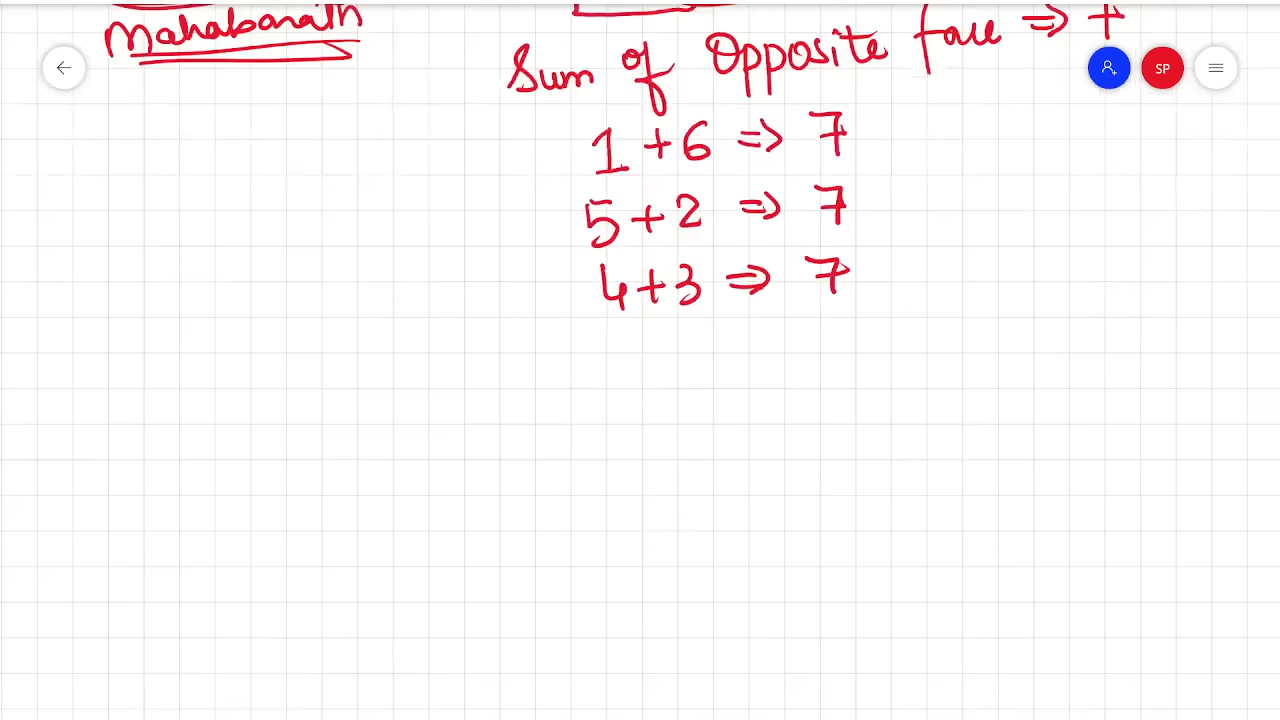 Mahabarath
Sum of Opposite face ⇒ 7
1 + 6 ⇒ 7
5 + 2 ⇒ 7
4 + 3 ⇒ 7
SP